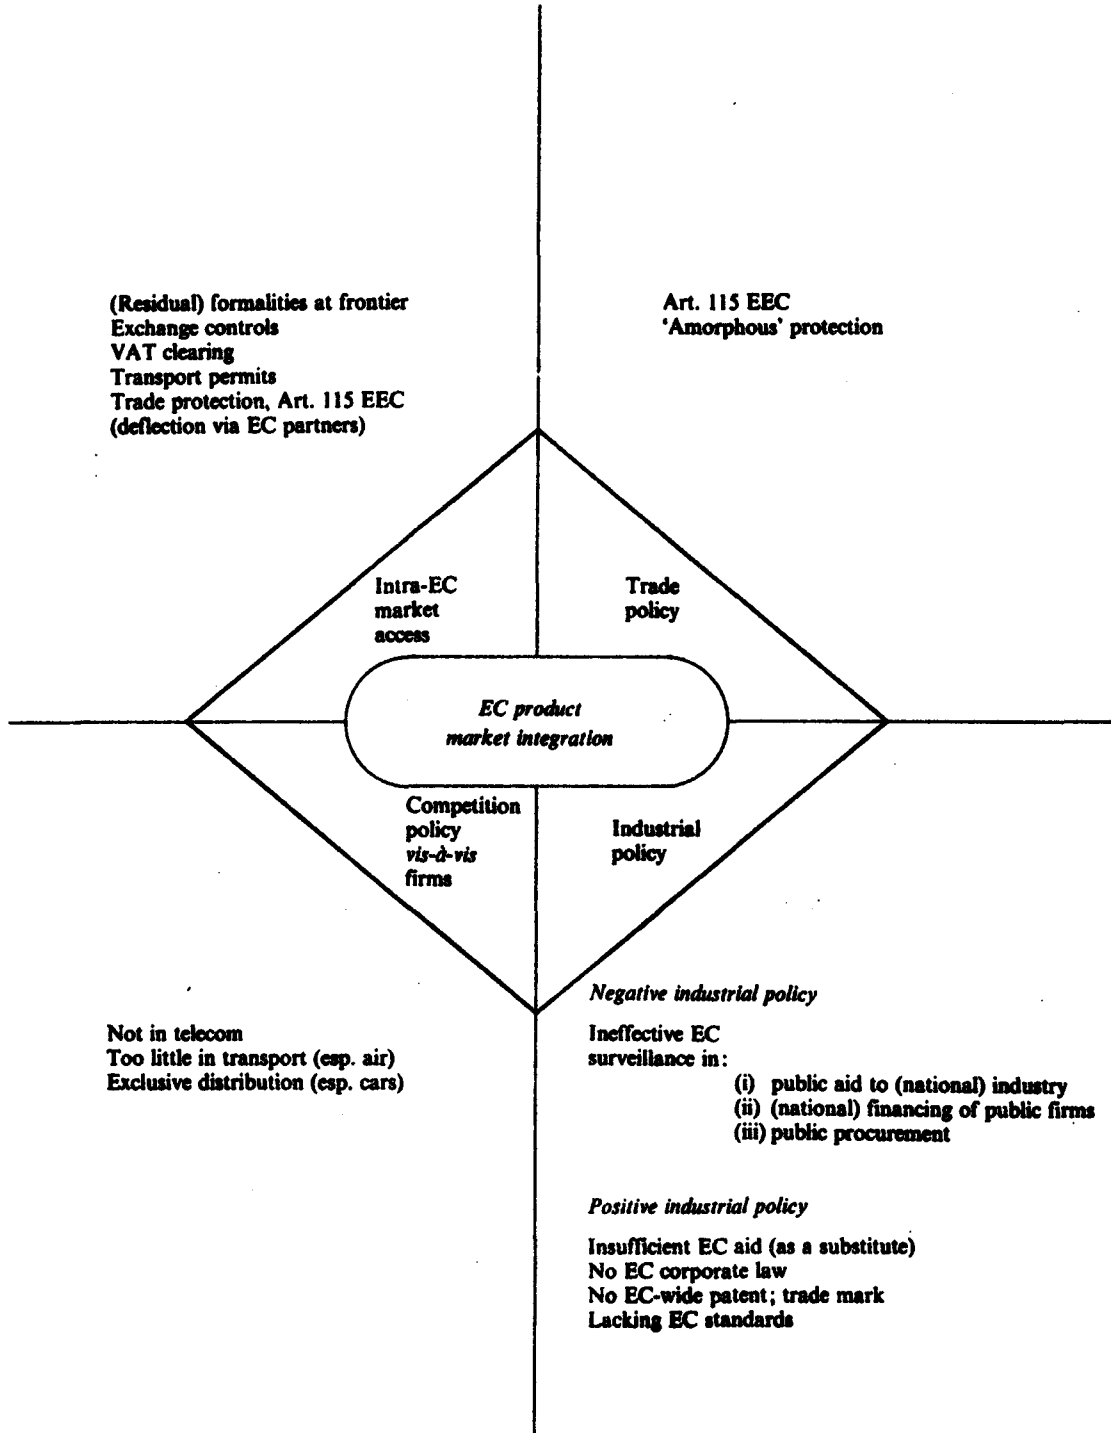 (Residual) formalities at frontier
Exchange controls
VAT clearing
Transport permits
Trade protection, Art. 115 EEC
(deflection via EC partners)
Art. 115 EEC
'Amorphous' protection
Intra-EC
market
access
Trade
policy
EC product
market integration
Competition
policy
vis-à-vis
firms
Industrial
policy
Not in telecom
Too little in transport (esp. air)
Exclusive distribution (esp. cars)
Negative industrial policy
Ineffective EC
surveillance in:
(i) public aid to (national) industry
(ii) (national) financing of public firms
(iii) public procurement
Positive industrial policy
Insufficient EC aid (as a substitute)
No EC corporate law
No EC-wide patent; trade mark
Lacking EC standards